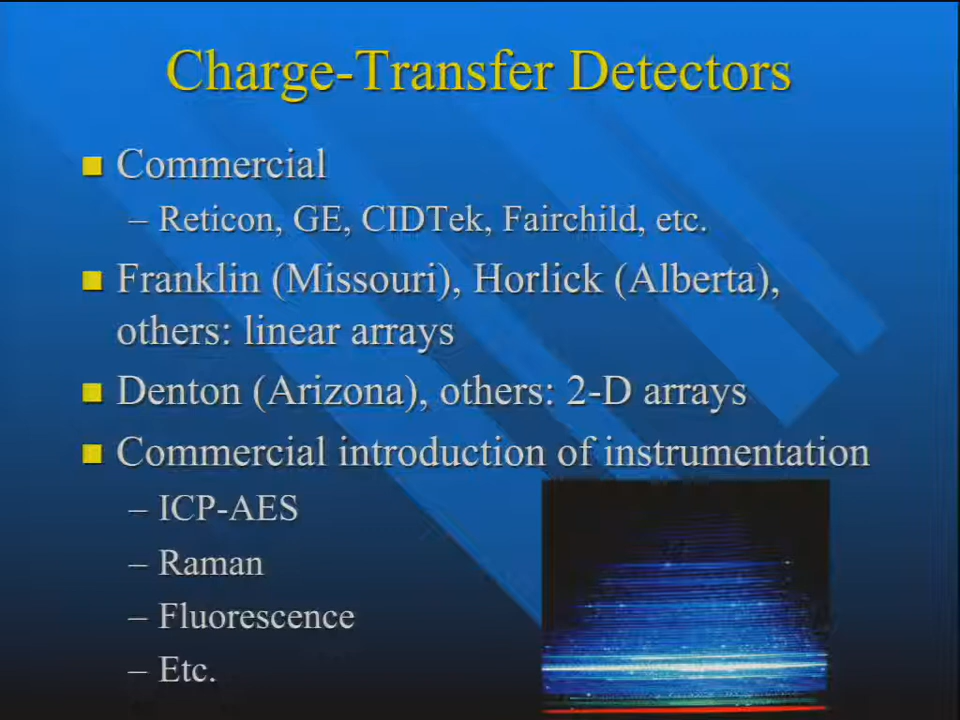 Charge-Transfer Detectors
Commercial
– Reticon, GE, CIDTek, Fairchild, etc.
Franklin (Missouri), Horlick (Alberta),
others: linear arrays
Denton (Arizona), others: 2-D arrays
Commercial introduction of instrumentation
– ICP-AES
– Raman
– Fluorescence
– Etc.